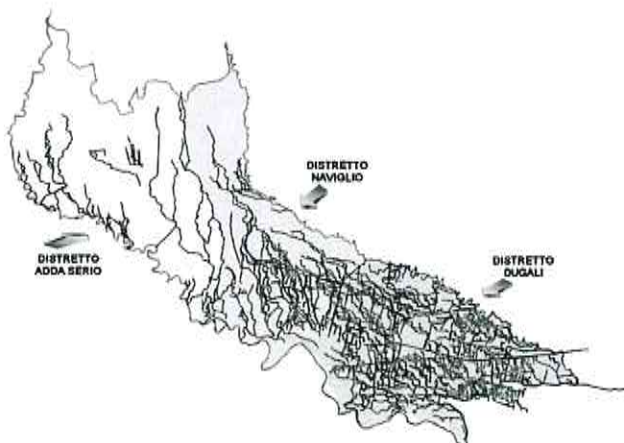 DISTRETTO
NAVIGLIO
DISTRETTO
ADDA SERIO
DISTRETTO
DUGALI